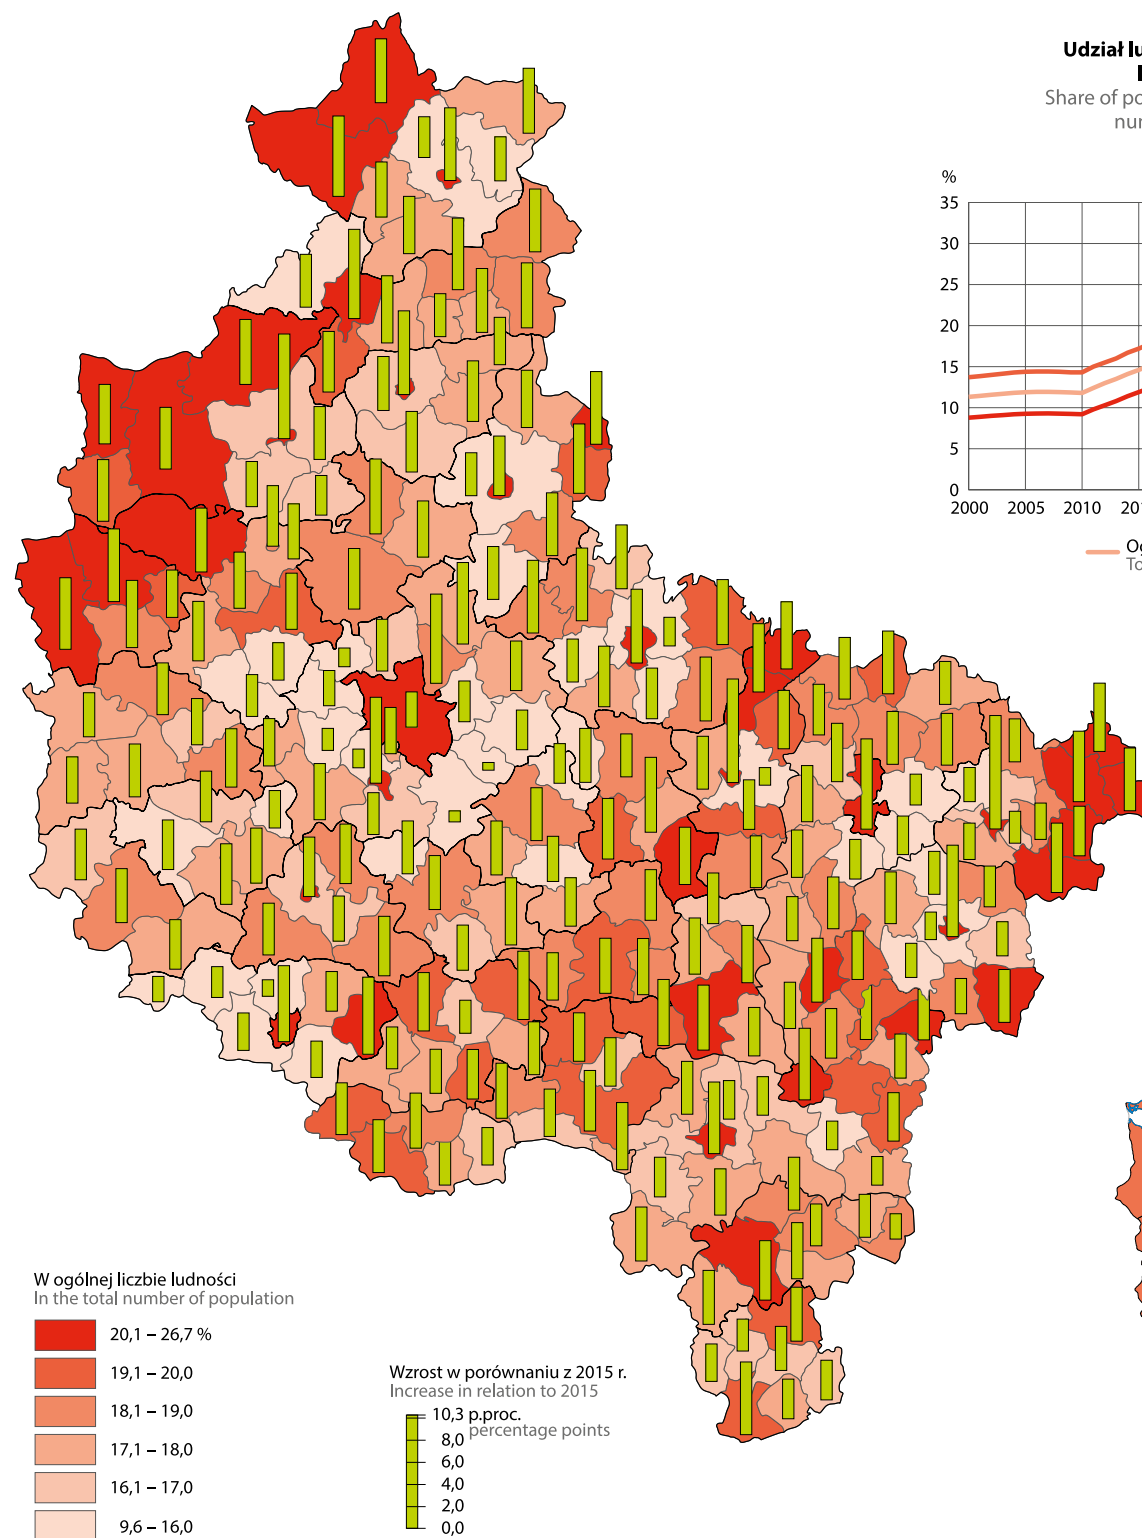 Udział lu
Share of po
nur
%
35
30
25
20
15
10
5
0
2000 2005 2010
To
W ogólnej liczbie ludności
In the total number of population
20,1 – 26,7 %
19,1 – 20,0
18,1 – 19,0
17,1 – 18,0
16,1 – 17,0
9,6 – 16,0
Wzrost w porównaniu z 2015 r.
Increase in relation to 2015
10,3 p.proc.
percentage points
8,0
6,0
4,0
2,0
0,0